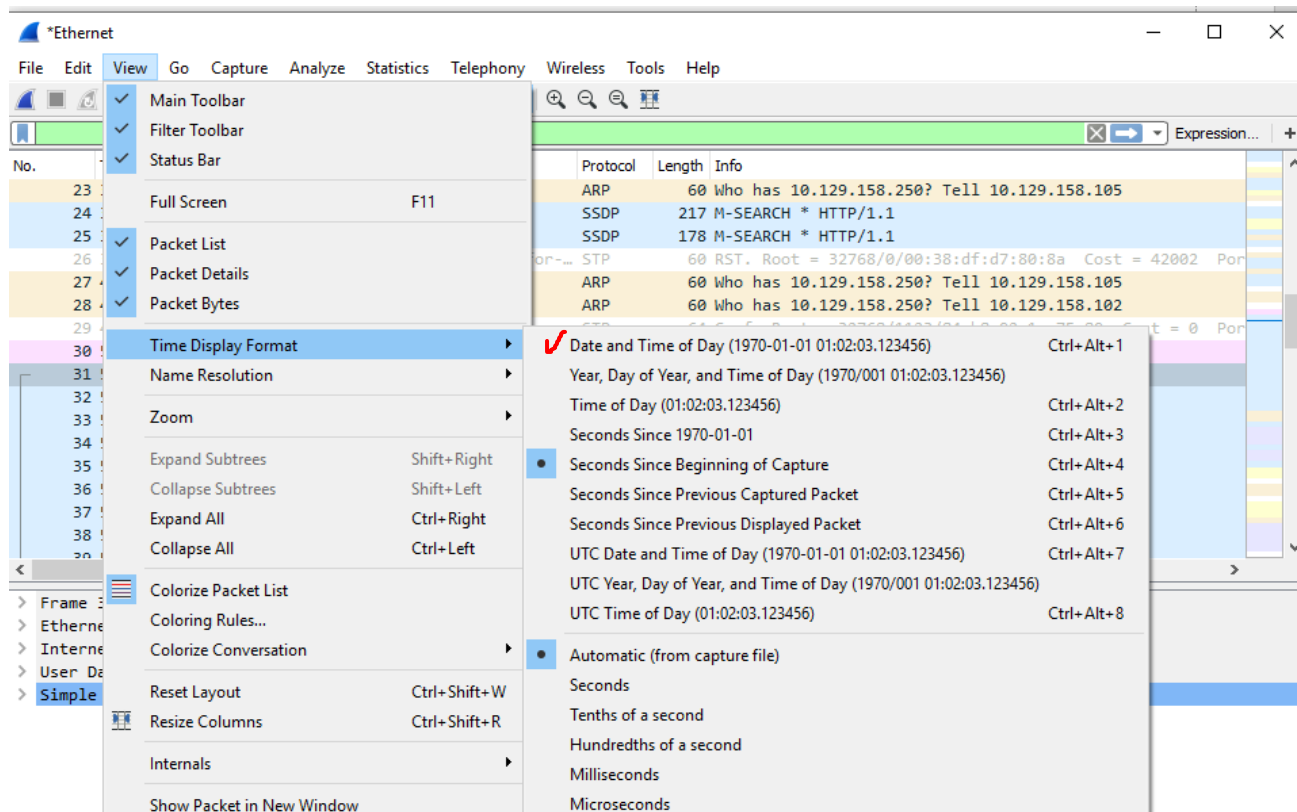 *Ethernet
File Edit View Go Capture Analyze Statistics Telephony Wireless Tools Help
Expression... +
No. Protocol Length Info
23 ARP 60 Who has 10.129.158.250? Tell 10.129.158.105
24 SSDP 217 M-SEARCH * HTTP/1.1
25 SSDP 178 M-SEARCH * HTTP/1.1
26 or-… STP 60 RST. Root = 32768/0/00:38:df:d7:80:8a Cost = 42002 Por
27 ARP 60 Who has 10.129.158.250? Tell 10.129.158.105
28 ARP 60 Who has 10.129.158.250? Tell 10.129.158.102
29 t = 0 Por
30
31
32
33
34
35
36
37
38
39
Main Toolbar
Filter Toolbar
Status Bar
Full Screen F11
Packet List
Packet Details
Packet Bytes
Time Display Format
Name Resolution
Zoom
Expand Subtrees Shift+Right
Collapse Subtrees Shift+Left
Expand All Ctrl+Right
Collapse All Ctrl+Left
Colorize Packet List
Coloring Rules...
Colorize Conversation
Reset Layout Ctrl+Shift+W
Resize Columns Ctrl+Shift+R
Internals
Show Packet in New Window
Date and Time of Day (1970-01-01 01:02:03.123456) Ctrl+Alt+1
Year, Day of Year, and Time of Day (1970/001 01:02:03.123456)
Time of Day (01:02:03.123456) Ctrl+Alt+2
Seconds Since 1970-01-01 Ctrl+Alt+3
Seconds Since Beginning of Capture Ctrl+Alt+4
Seconds Since Previous Captured Packet Ctrl+Alt+5
Seconds Since Previous Displayed Packet Ctrl+Alt+6
UTC Date and Time of Day (1970-01-01 01:02:03.123456) Ctrl+Alt+7
UTC Year, Day of Year, and Time of Day (1970/001 01:02:03.123456)
UTC Time of Day (01:02:03.123456) Ctrl+Alt+8
Automatic (from capture file)
Seconds
Tenths of a second
Hundredths of a second
Milliseconds
Microseconds
Frame 3
Etherne
Interne
User Da
Simple